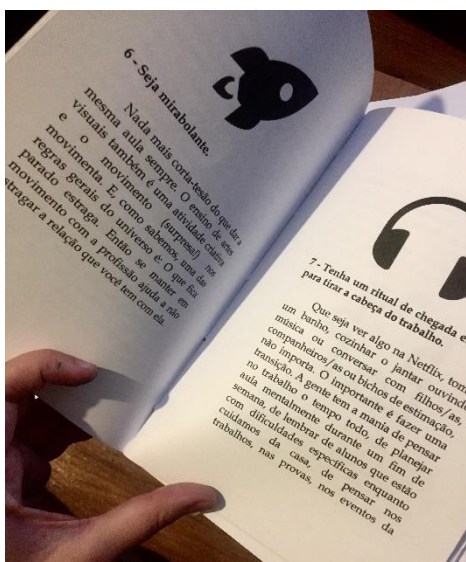 6 - Seja mirabolante.
Nada mais corta-tesão do que dar a
mesma aula sempre. O ensino de artes
visuais também é uma atividade criativa
e o movimento (surpresa!) nos
movimenta. E, como sabemos, uma das
regras gerais do universo é: O que fica
parado estraga. Então se manter em
movimento com a profissão ajuda a não
estragar a relação que você tem com ela.
7 - Tenha um ritual de chegada e
para tirar a cabeça do trabalho.
Que seja ver algo na Netflix,
um banho, cozinhar o jantar ouvindo
música ou conversar com filhos/as,
companheiros/as ou bichos de estimação,
não importa. O importante é fazer uma
transição. A gente tem a mania de pensar
no trabalho o tempo todo, de planejar
aula mentalmente durante um fim de
semana, de lembrar de alunos que estão
com dificuldades específicas enquanto
cuidamos da casa, de pensar nos
trabalhos, nas provas, nos eventos da